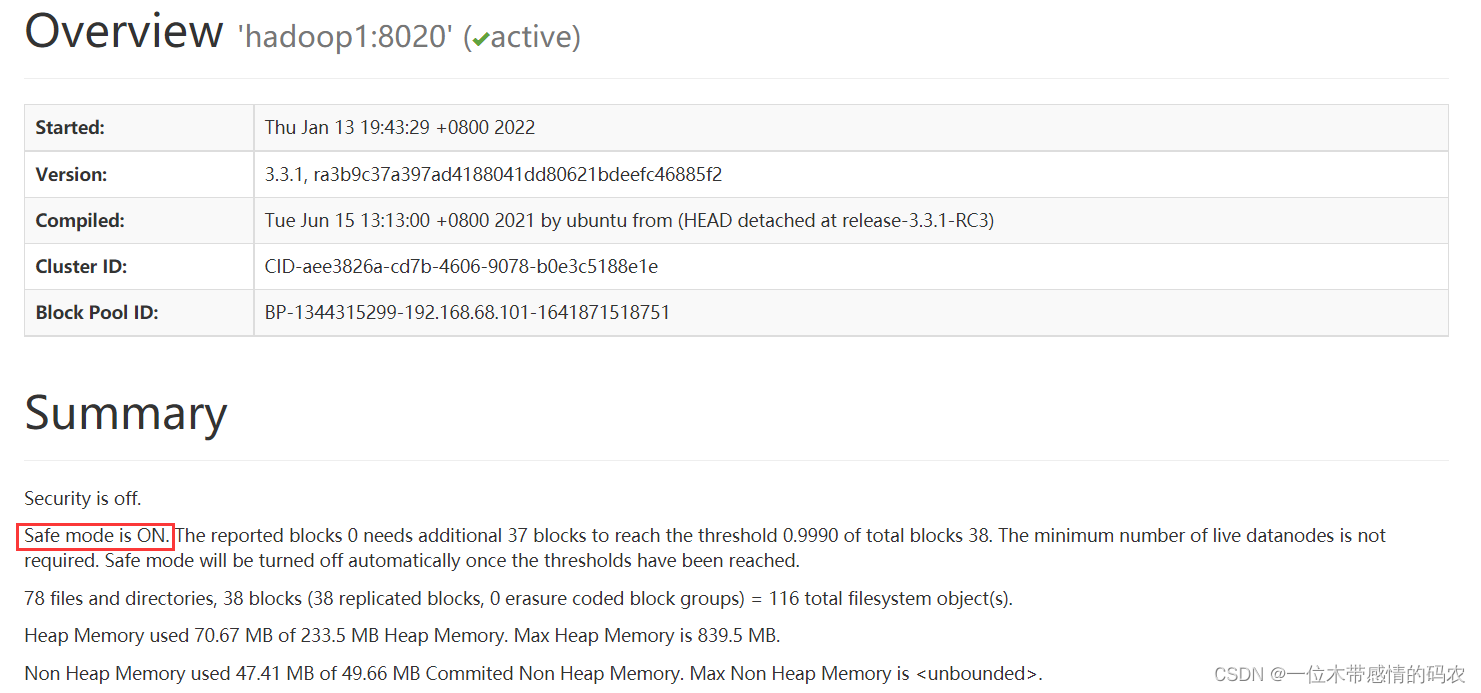 Overview 'hadoop1:8020' (✔active)
Started: Thu Jan 13 19:43:29 +0800 2022
Version: 3.3.1, ra3b9c37a397ad4188041dd80621bdeefc46885f2
Compiled: Tue Jun 15 13:13:00 +0800 2021 by ubuntu from (HEAD detached at release-3.3.1-RC3)
Cluster ID: CID-aee3826a-cd7b-4606-9078-b0e3c5188e1e
Block Pool ID: BP-1344315299-192.168.68.101-1641871518751
Summary
Security is off.
Safe mode is ON. The reported blocks 0 needs additional 37 blocks to reach the threshold 0.9990 of total blocks 38. The minimum number of live datanodes is not
required. Safe mode will be turned off automatically once the thresholds have been reached.
78 files and directories, 38 blocks (38 replicated blocks, 0 erasure coded block groups) = 116 total filesystem object(s).
Heap Memory used 70.67 MB of 233.5 MB Heap Memory. Max Heap Memory is 839.5 MB.
Non Heap Memory used 47.41 MB of 49.66 MB Commited Non Heap Memory. Max Non Heap Memory is <unbounded>.
CSDN @一位木带感情的码农